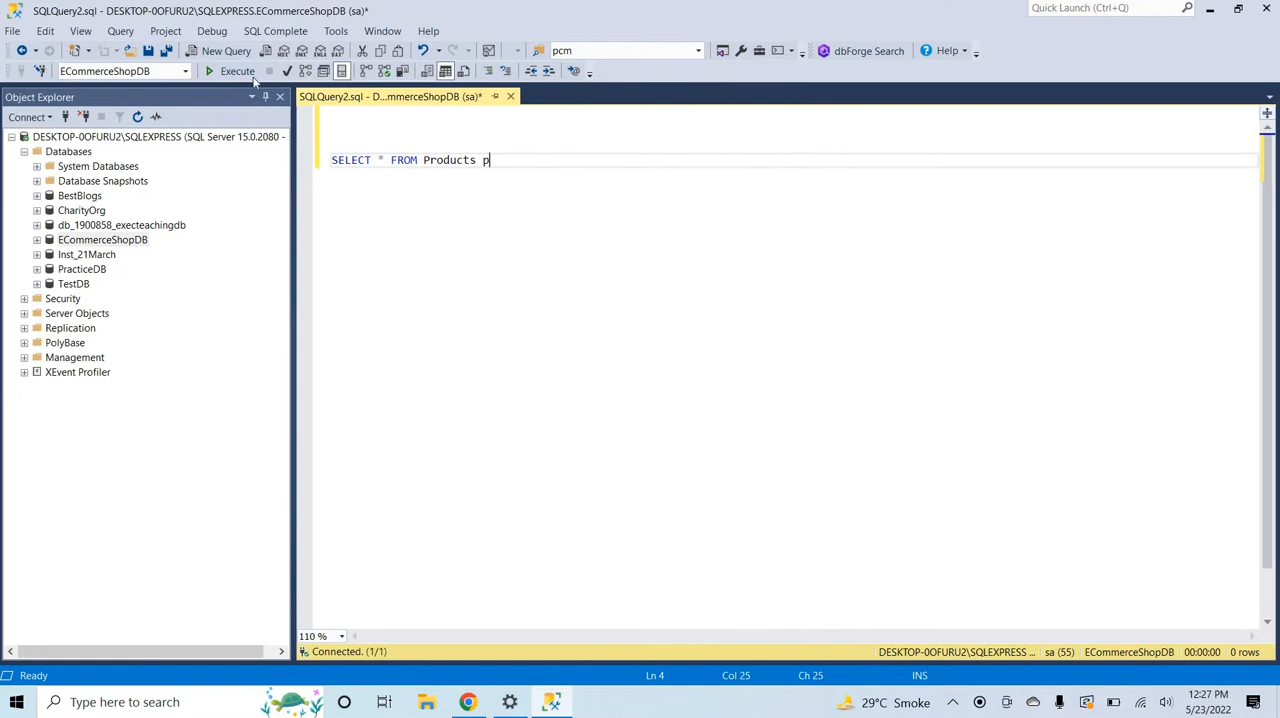 SQLQuery2.sql - DESKTOP-0OFURU2\SQLEXPRESS.ECommerceShopDB (sa)*
Quick Launch (Ctrl+Q)
File Edit View Query Project Debug SQL Complete Tools Window Help
New Query
MDX
DMX
XMLA
DAX
pcm
dbForge Search
Help
ECommerceShopDB
Execute
Object Explorer
SQLQuery2.sql - D...mmerceShopDB (sa)*
Connect
DESKTOP-0OFURU2\SQLEXPRESS (SQL Server 15.0.2080 -
Databases
System Databases
Database Snapshots
BestBlogs
CharityOrg
db_1900858_execteachingdb
ECommerceShopDB
Inst_21March
PracticeDB
TestDB
Security
Server Objects
Replication
PolyBase
Management
XEvent Profiler
SELECT * FROM Products p
110 %
Connected. (1/1)
DESKTOP-0OFURU2\SQLEXPRESS ... sa (55) ECommerceShopDB 00:00:00 0 rows
Ready
Ln 4 Col 25 Ch 25 INS
Type here to search
29°C Smoke
12:27 PM
5/23/2022